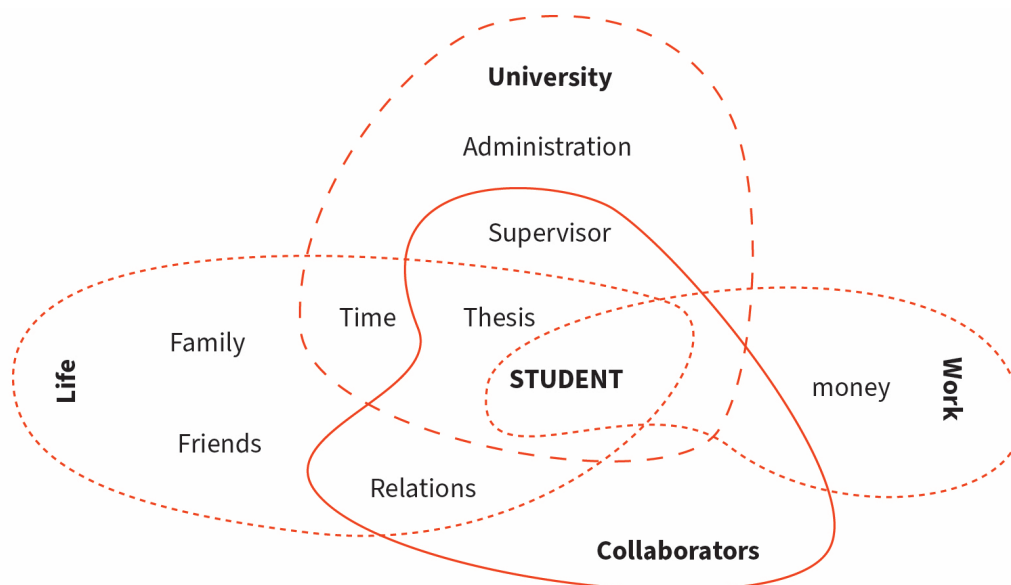 University
Administration
Supervisor
Time
Thesis
Family
Life
STUDENT
money
Work
Friends
Relations
Collaborators